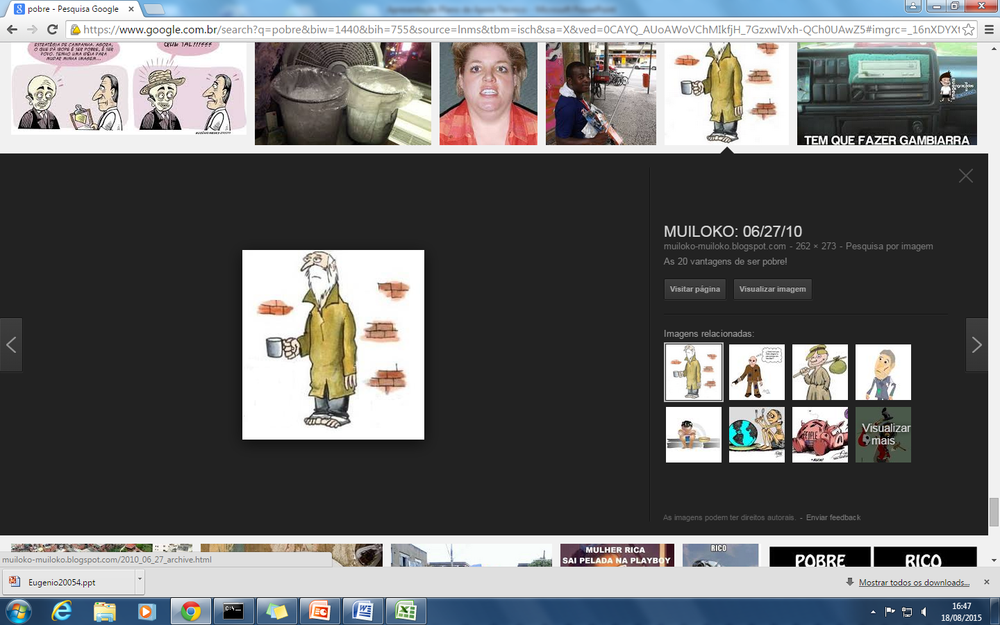 pobre - Pesquisa Google
https://www.google.com.br/search?q=pobre&biw=1440&bih=755&source=lnms&tbm=isch&sa=X&ved=0CAYQ_AUoAWoVChMIkfjH_7GzxwIVxh-QCh0UAwZ5#imgrc=_16nXDYXt
ESTRATÉGIA DE CAMPANHA. AGORA,
O QUE DÁ IBOPE É SER POBRE, É SER
POVO. TENHO UMA IDÉIA PARA
MUDAR MINHA IMAGEM...
QUE TAL!!!???
TEM QUE FAZER GAMBIARRA
MUILOKO: 06/27/10
muiloko-muiloko.blogspot.com - 262 × 273 - Pesquisa por imagem
As 20 vantagens de ser pobre!
Visitar página
Visualizar imagem
Imagens relacionadas:
PEOPLE
Visualizar
mais
As imagens podem ter direitos autorais. - Enviar feedback
MULHER RICA
SAI PELADA NA PLAYBOY
RICO
POBRE
RICO
muiloko-muiloko.blogspot.com/2010_06_27_archive.html
Eugenio20054.ppt
Mostrar todos os downloads...
C:\_
16:47
18/08/2015